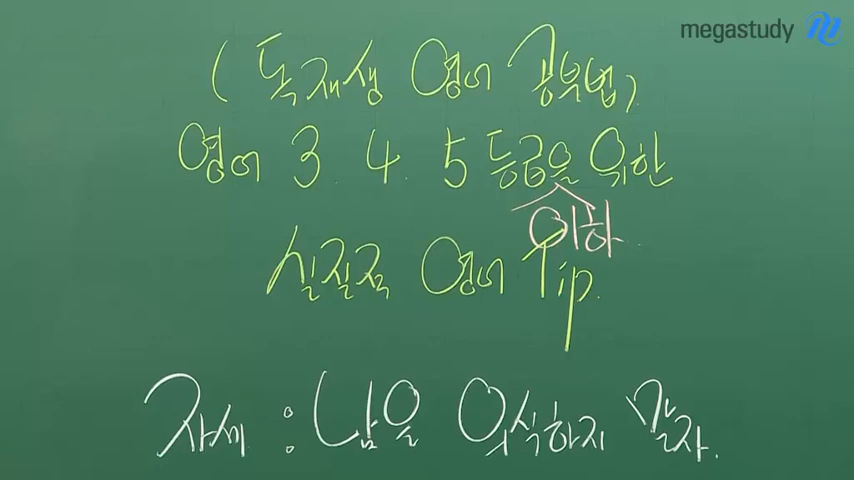 megastudy
( 독재생 영어 공부법)
영어 3. 4. 5 등급을 위한
이하
실질적 영어 Tip.
자세 : 남을 의식하지 말자.